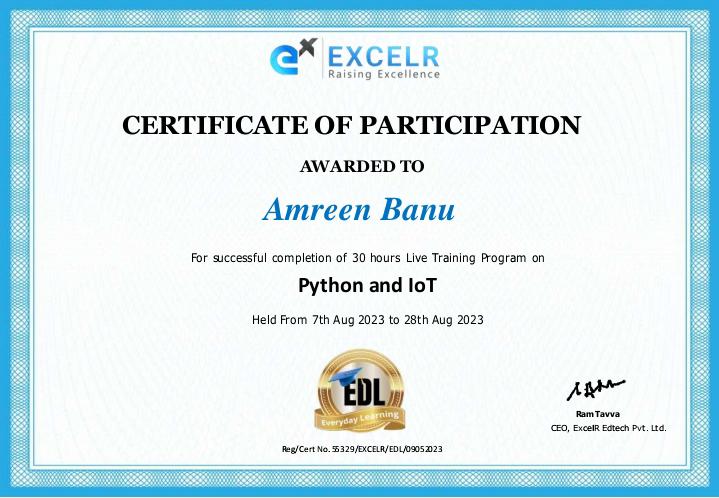 ex EXCELR
Raising Excellence
CERTIFICATE OF PARTICIPATION
AWARDED TO
Amreen Banu
For successful completion of 30 hours Live Training Program on
Python and IoT
Held From 7th Aug 2023 to 28th Aug 2023
EDL
Everyday Learning
Ram Tavva
CEO, ExcelR Edtech Pvt. Ltd.
Reg/Cert No. 55329/EXCELR/EDL/09052023